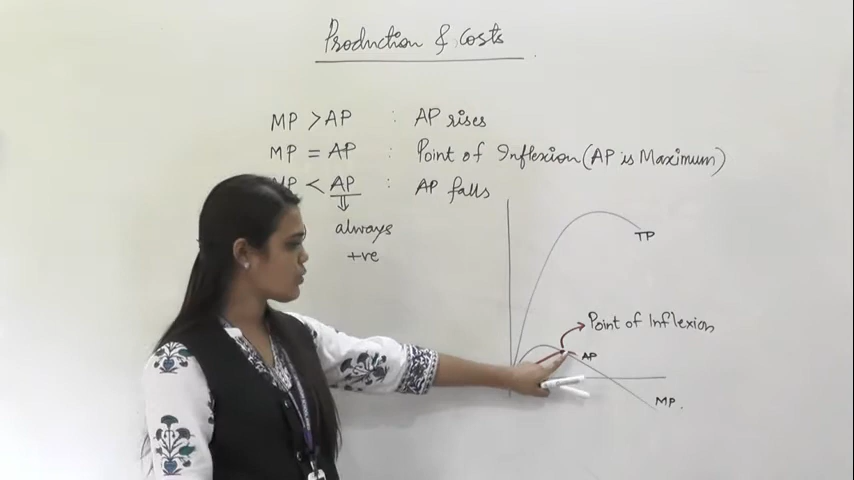 Production & Costs
MP > AP : AP rises
MP = AP : Point of Inflexion (AP is Maximum)
MP < AP : AP falls
⇓
always
+ve
TP
Point of Inflexion
AP
MP.